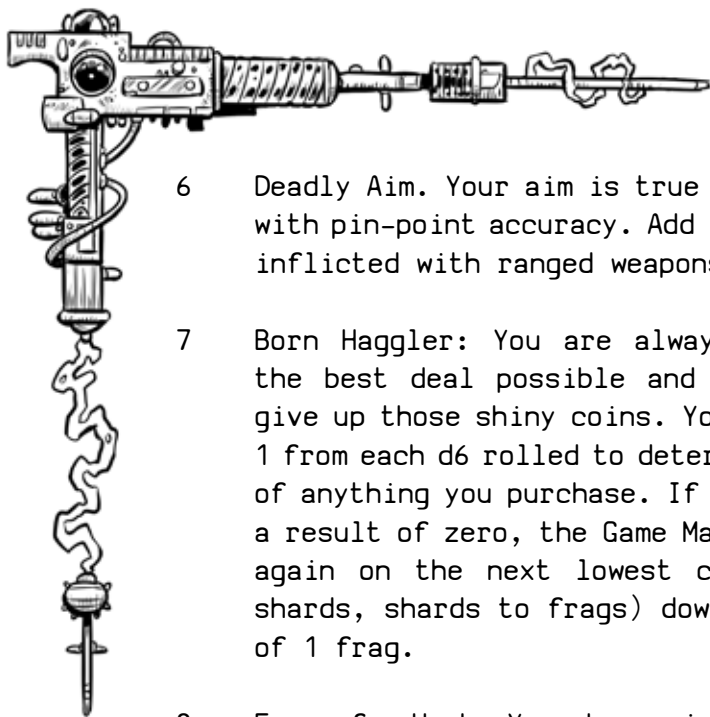 6 Deadly Aim. Your aim is true
with pin-point accuracy. Add
inflicted with ranged weapons
7 Born Haggler: You are alway
the best deal possible and
give up those shiny coins. Yo
1 from each d6 rolled to deter
of anything you purchase. If
a result of zero, the Game Ma
again on the next lowest c
shards, shards to frags) dow
of 1 frag.